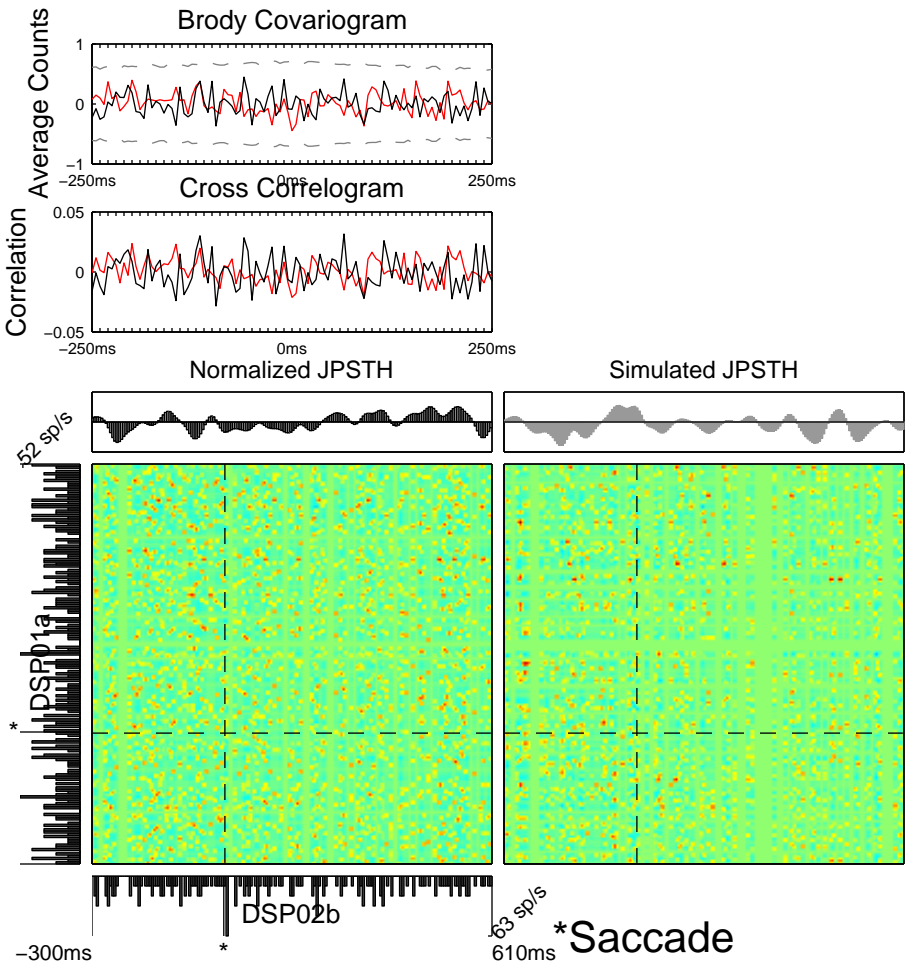 Brody Covariogram
Average Counts
1
0
−1
−250ms
0ms
250ms
Cross Correlogram
Correlation
0.05
0
-0.05
−250ms
0ms
250ms
Normalized JPSTH
Simulated JPSTH
52 sp/s
DSP01a
*
DSP02b
63 sp/s
*
−300ms
610ms
*Saccade